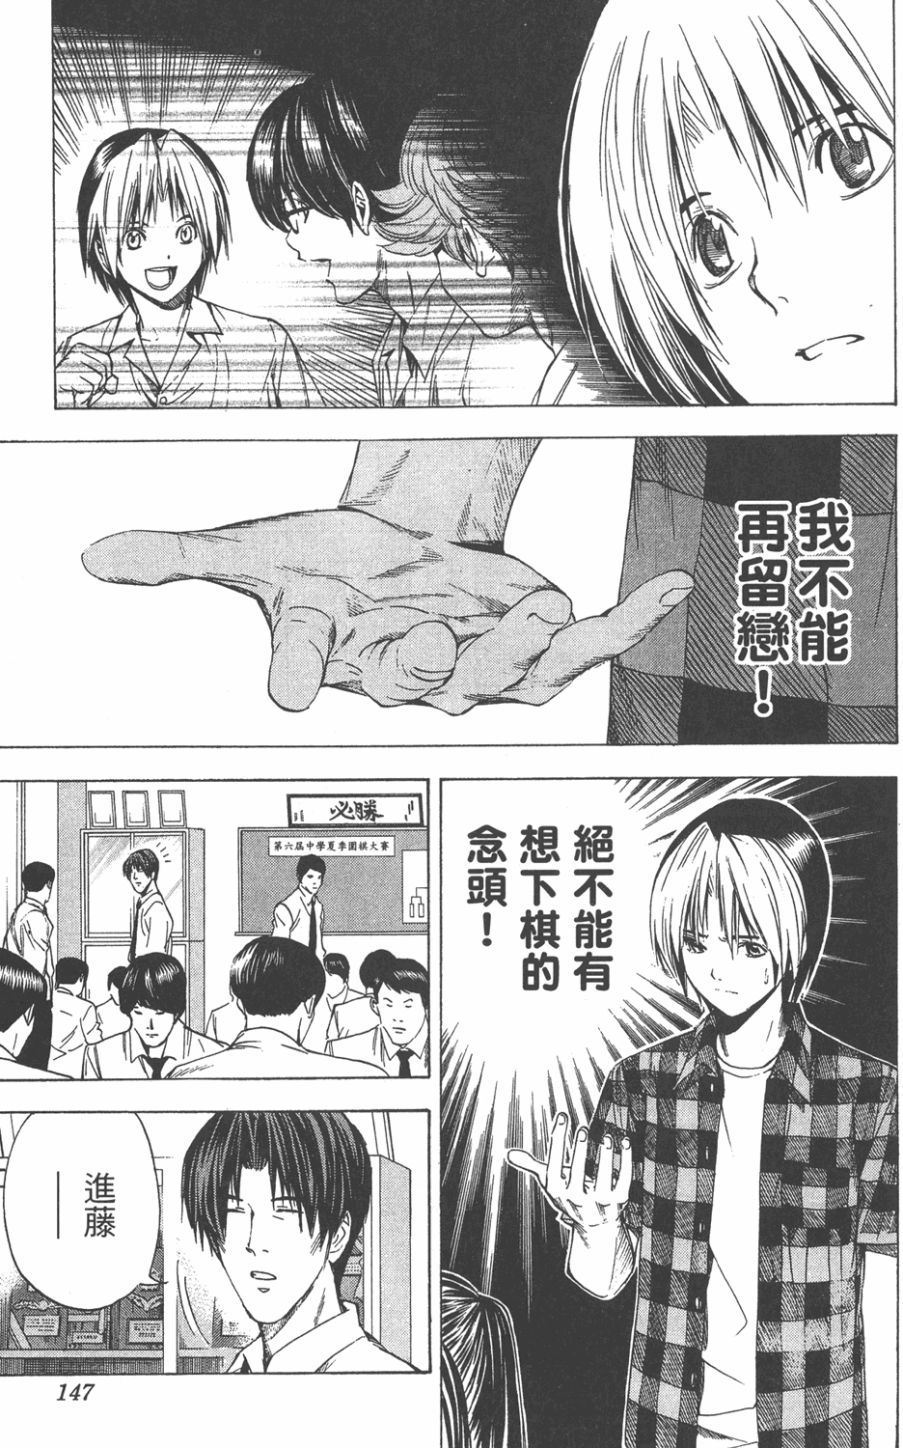 我不能
再留戀！
絕不能有
想下棋的
念頭！
必勝
第六屆中學夏季圍棋大賽
進藤
——
147